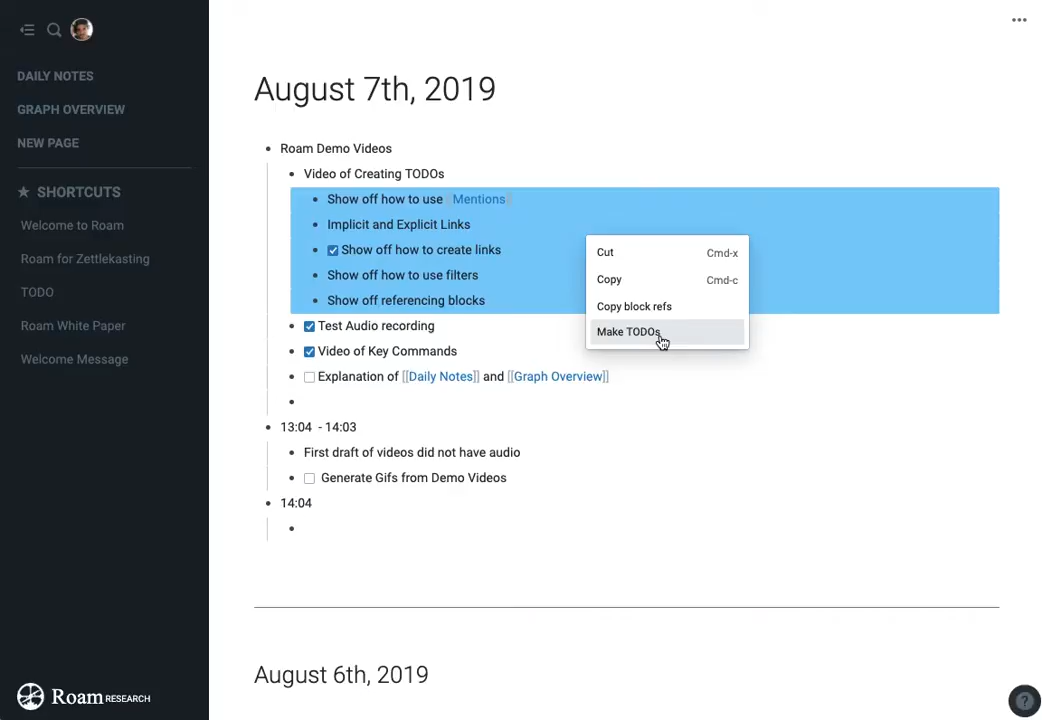 DAILY NOTES
GRAPH OVERVIEW
NEW PAGE
SHORTCUTS
Welcome to Roam
Roam for Zettlekasting
TODO
Roam White Paper
Welcome Message
Roam RESEARCH
August 7th, 2019
Roam Demo Videos
Video of Creating TODOs
Show off how to use [[Mentions]]
Implicit and Explicit Links
Show off how to create links
Show off how to use filters
Show off referencing blocks
Test Audio recording
Video of Key Commands
Explanation of [[Daily Notes]] and [[Graph Overview]]
13:04 - 14:03
First draft of videos did not have audio
Generate Gifs from Demo Videos
14:04
Cut Cmd-x
Copy Cmd-c
Copy block refs
Make TODOs
August 6th, 2019
?